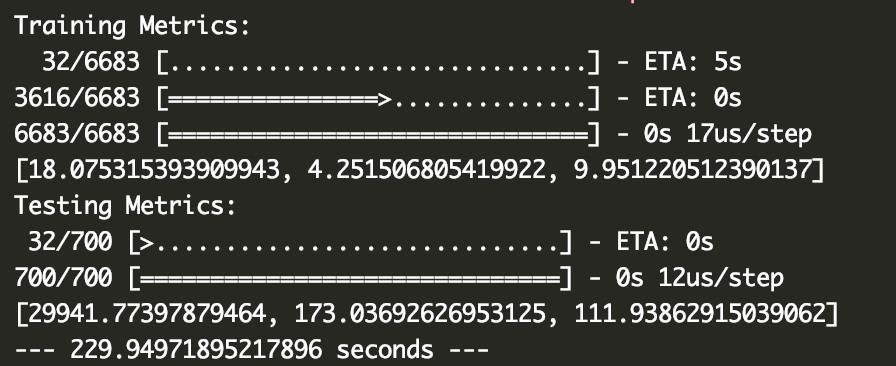 Training Metrics:
32/6683 [..............................] - ETA: 5s
3616/6683 [===============>..............] - ETA: 0s
6683/6683 [==============================] - 0s 17us/step
[18.075315393909943, 4.251506805419922, 9.951220512390137]
Testing Metrics:
32/700 [>.............................] - ETA: 0s
700/700 [==============================] - 0s 12us/step
[29941.77397879464, 173.03692626953125, 111.93862915039062]
--- 229.94971895217896 seconds ---